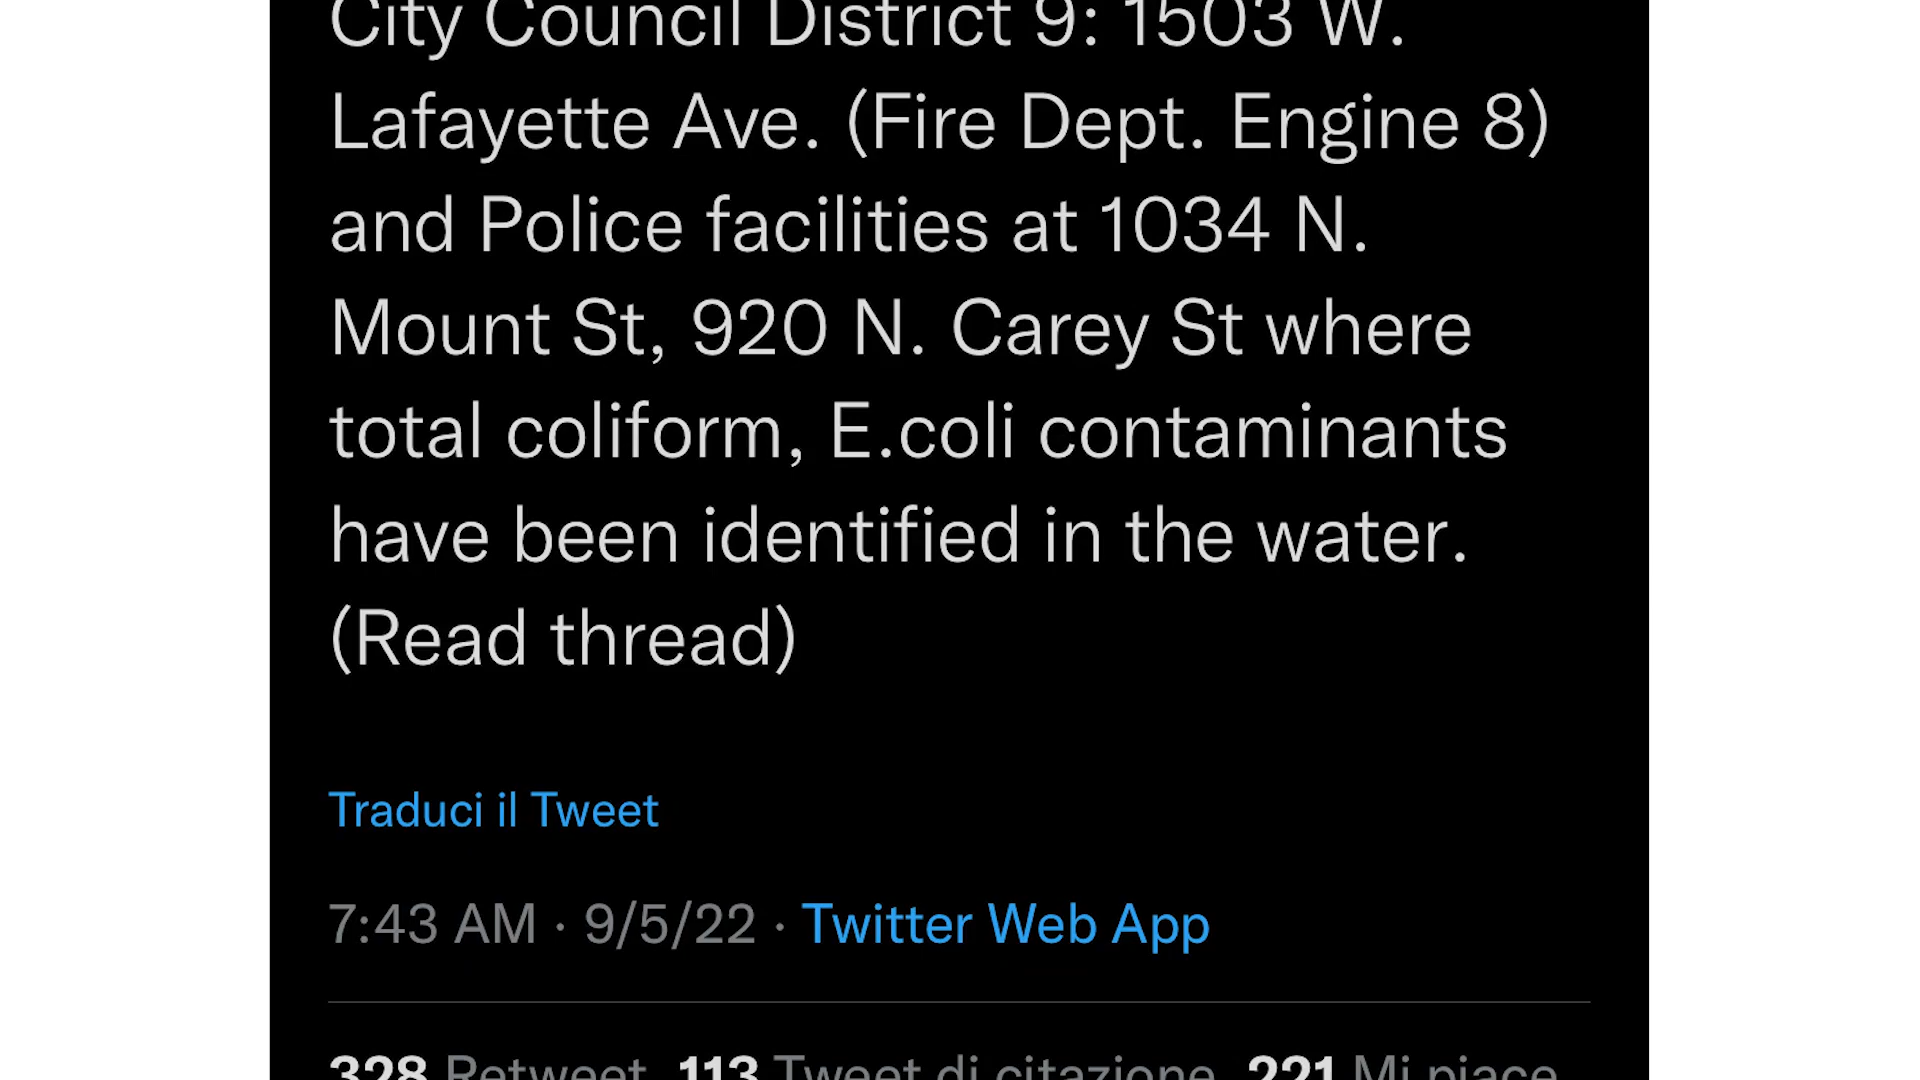 City Council District 9: 1503 W.
Lafayette Ave. (Fire Dept. Engine 8)
and Police facilities at 1034 N.
Mount St, 920 N. Carey St where
total coliform, E.coli contaminants
have been identified in the water.
(Read thread)
Traduci il Tweet
7:43 AM · 9/5/22 · Twitter Web App
328 Retweet 113 Tweet di citazione 221 Mi piace